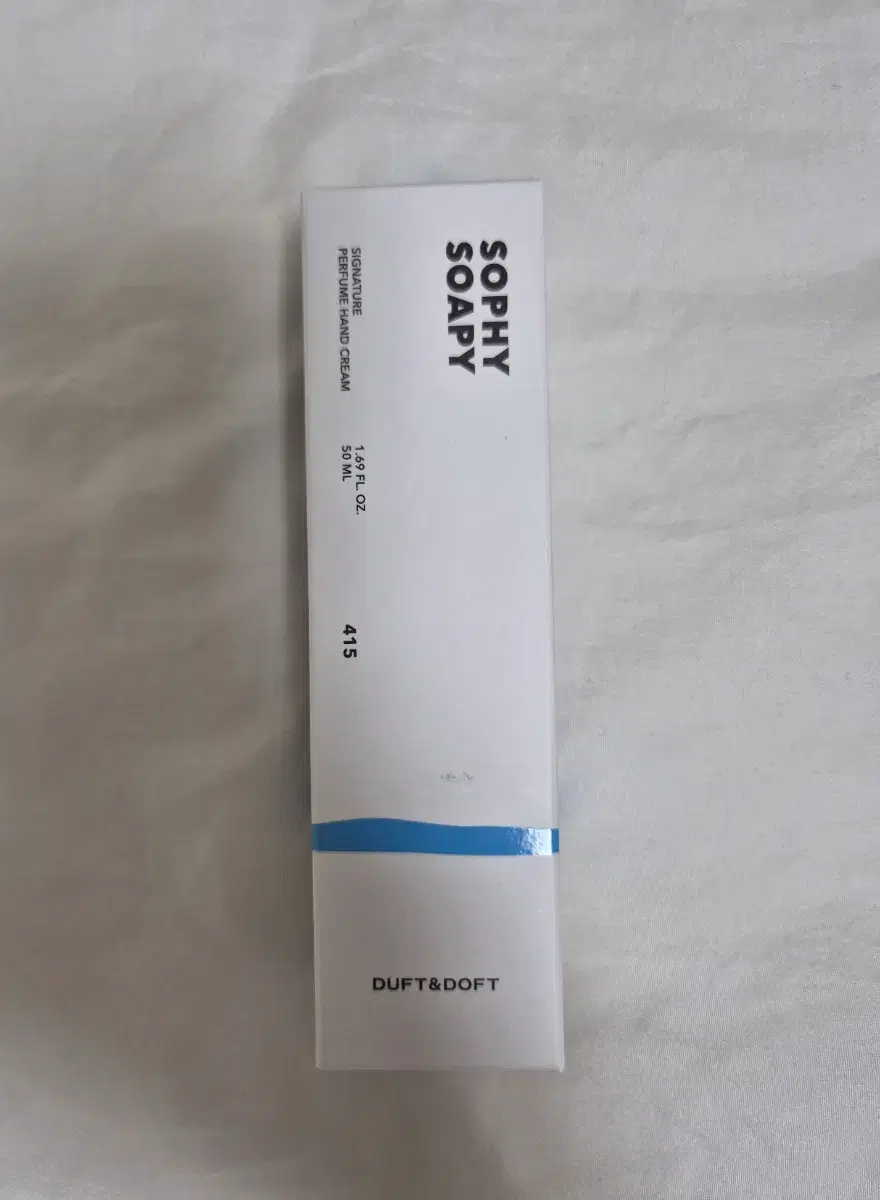 SOPHY
SOAPY
SIGNATURE
PERFUME HAND CREAM
1.69 FL. OZ.
50 ML
415
DUFT&DOFT